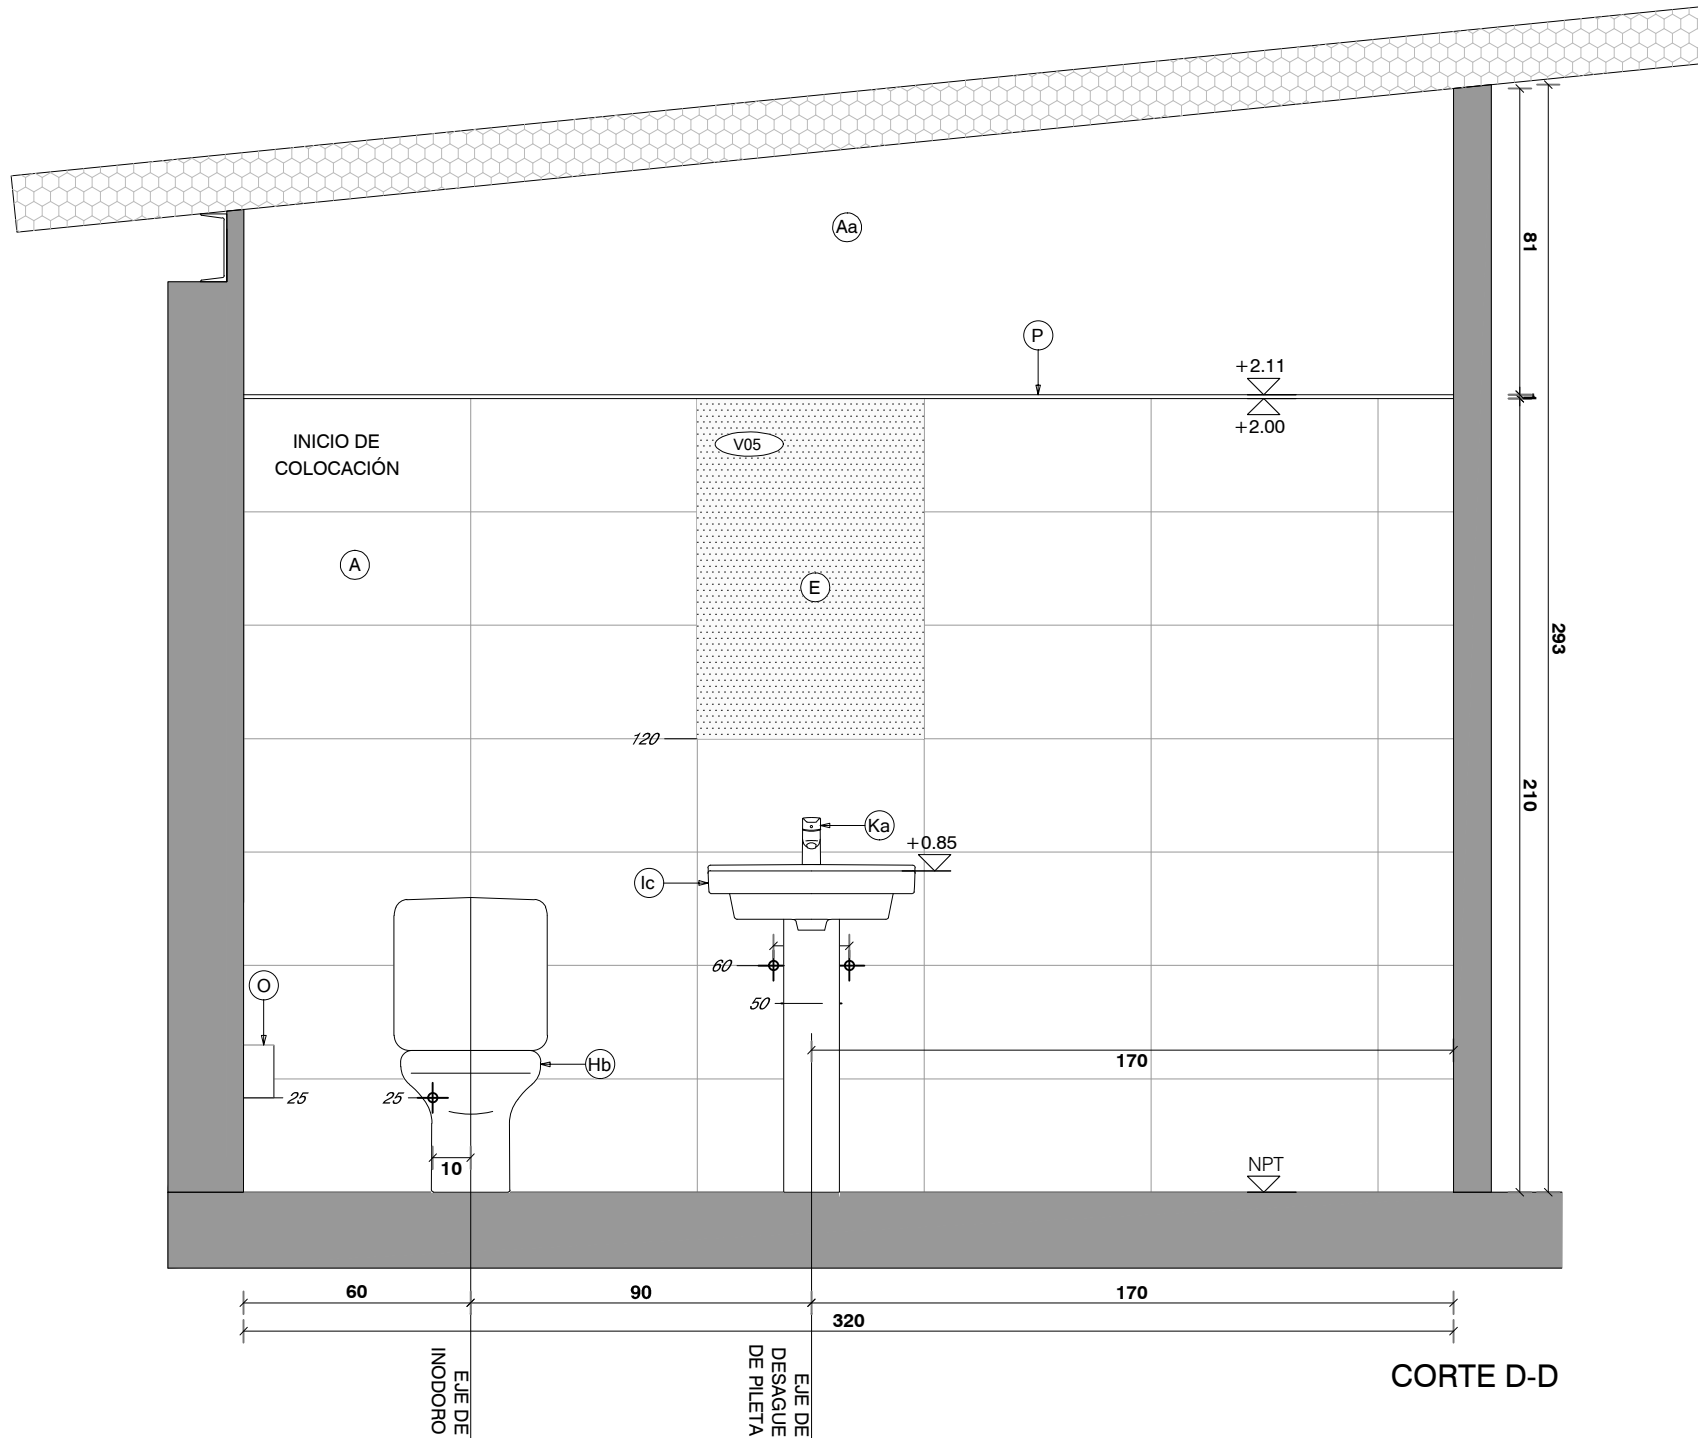 Aa
81
P
+2.11
1
+2.00
INICIO DE
COLOCACIÓN
V05
A
E
293
120
210
Ka
+0.85
Ic
60
O
50
170
Hb
25
25
10
NPT
60
90
170
320
EJE DE
INODORO
EJE DE
DESAGUE
DE PILETA
CORTE D-D